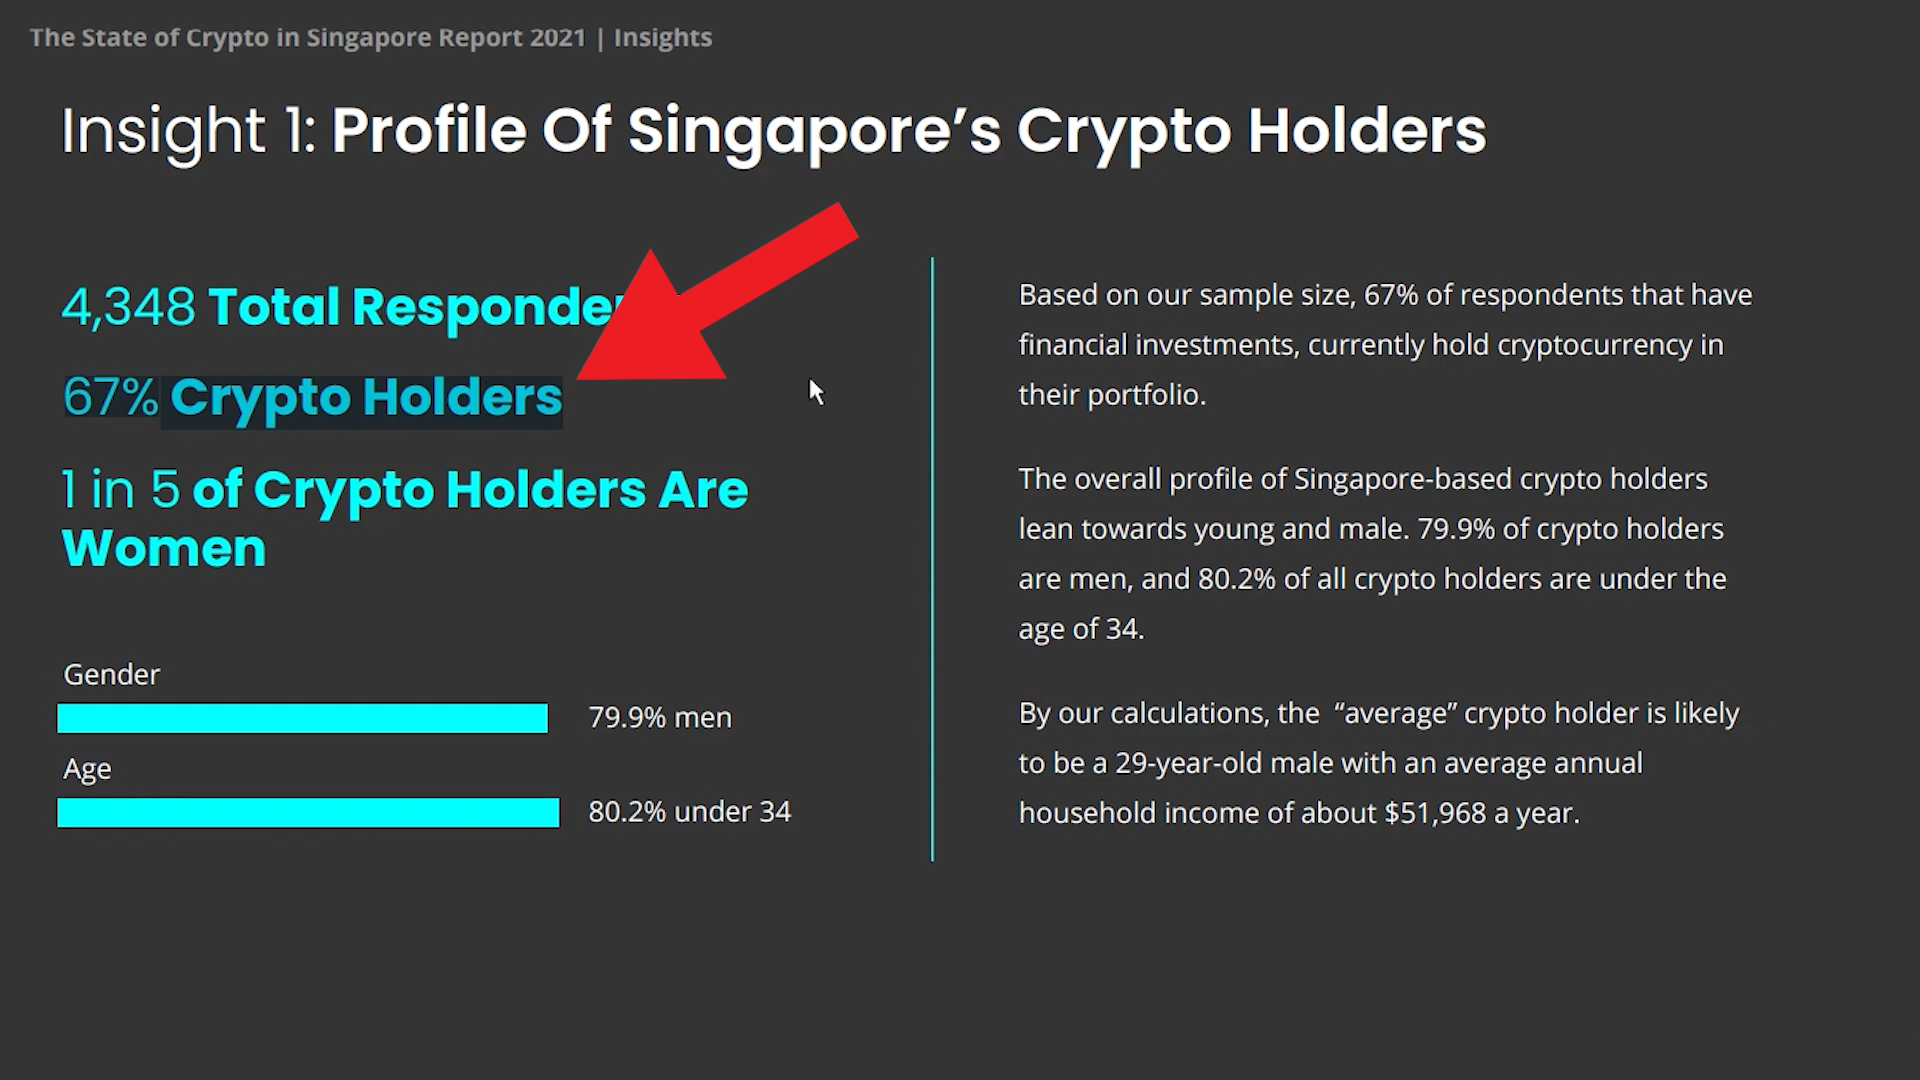 The State of Crypto in Singapore Report 2021 | Insights
Insight 1: Profile Of Singapore’s Crypto Holders
4,348 Total
67% Crypto Holders
1 in 5 of Crypto Holders Are
Women
Gender
79.9% men
Age
80.2% under 34
Based on our sample size, 67% of respondents that have
financial investments, currently hold cryptocurrency in
their portfolio.
The overall profile of Singapore-based crypto holders
lean towards young and male. 79.9% of crypto holders
are men, and 80.2% of all crypto holders are under the
age of 34.
By our calculations, the “average” crypto holder is likely
to be a 29-year-old male with an average annual
household income of about $51,968 a year.